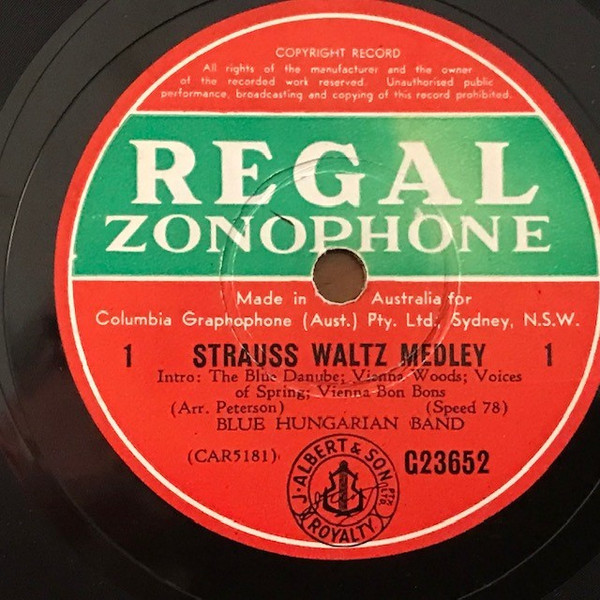 COPYRIGHT RECORD
All rights of the manufacturer and the owner
of the recorded work reserved. Unauthorised public
performance, broadcasting and copying of this record prohibited.
REGAL
ZONOPHONE
Made in Australia for
Columbia Graphophone (Aust.) Pty. Ltd., Sydney, N.S.W.
1 STRAUSS WALTZ MEDLEY 1
Intro: The Blue Danube; Vienna Woods; Voices
of Spring; Vienna Bon Bons
(Arr. Peterson) (Speed 78)
BLUE HUNGARIAN BAND
(CAR5181) G23652
J. ALBERT & SON PTY. LTD.
ROYALTY